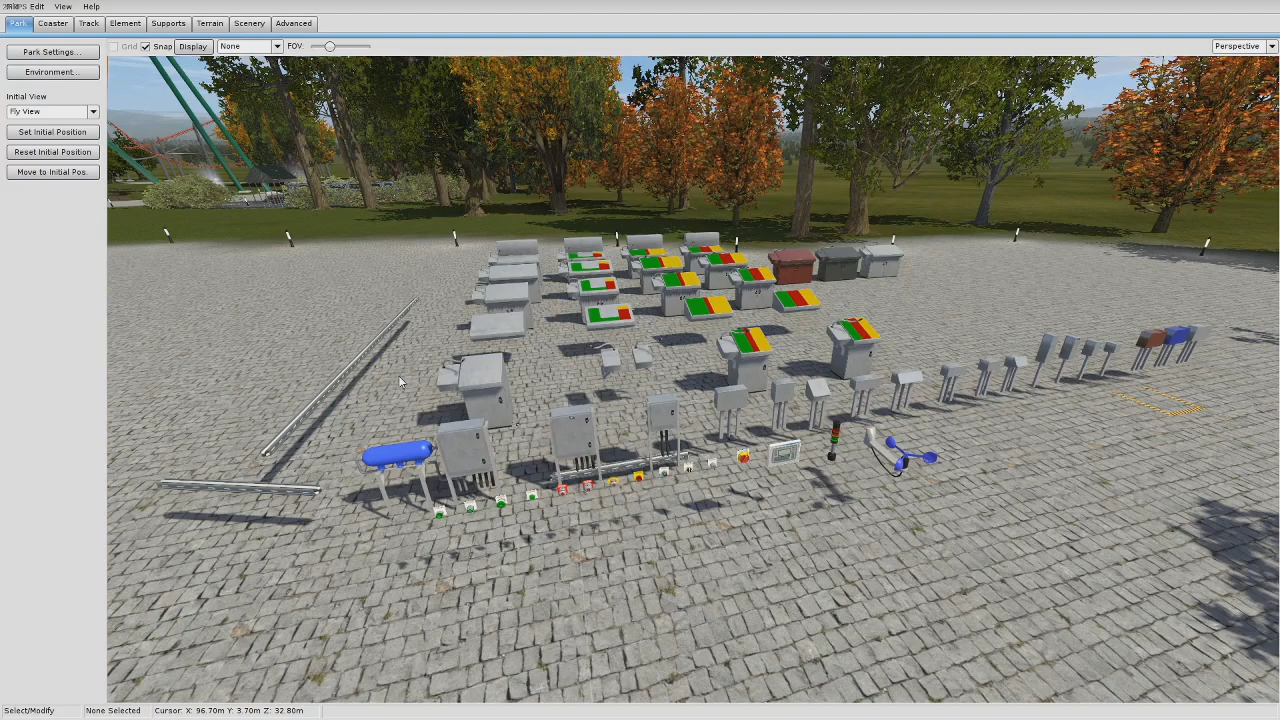 Edit View Help
Park Coaster Track Element Supports Terrain Scenery Advanced
Park Settings...
Environment...
Initial View
Fly View
Set Initial Position
Reset Initial Position
Move to Initial Pos.
Grid Snap Display None FOV: Perspective
Select/Modify None Selected Cursor: X: 96.70m Y: 3.70m Z: 32.80m